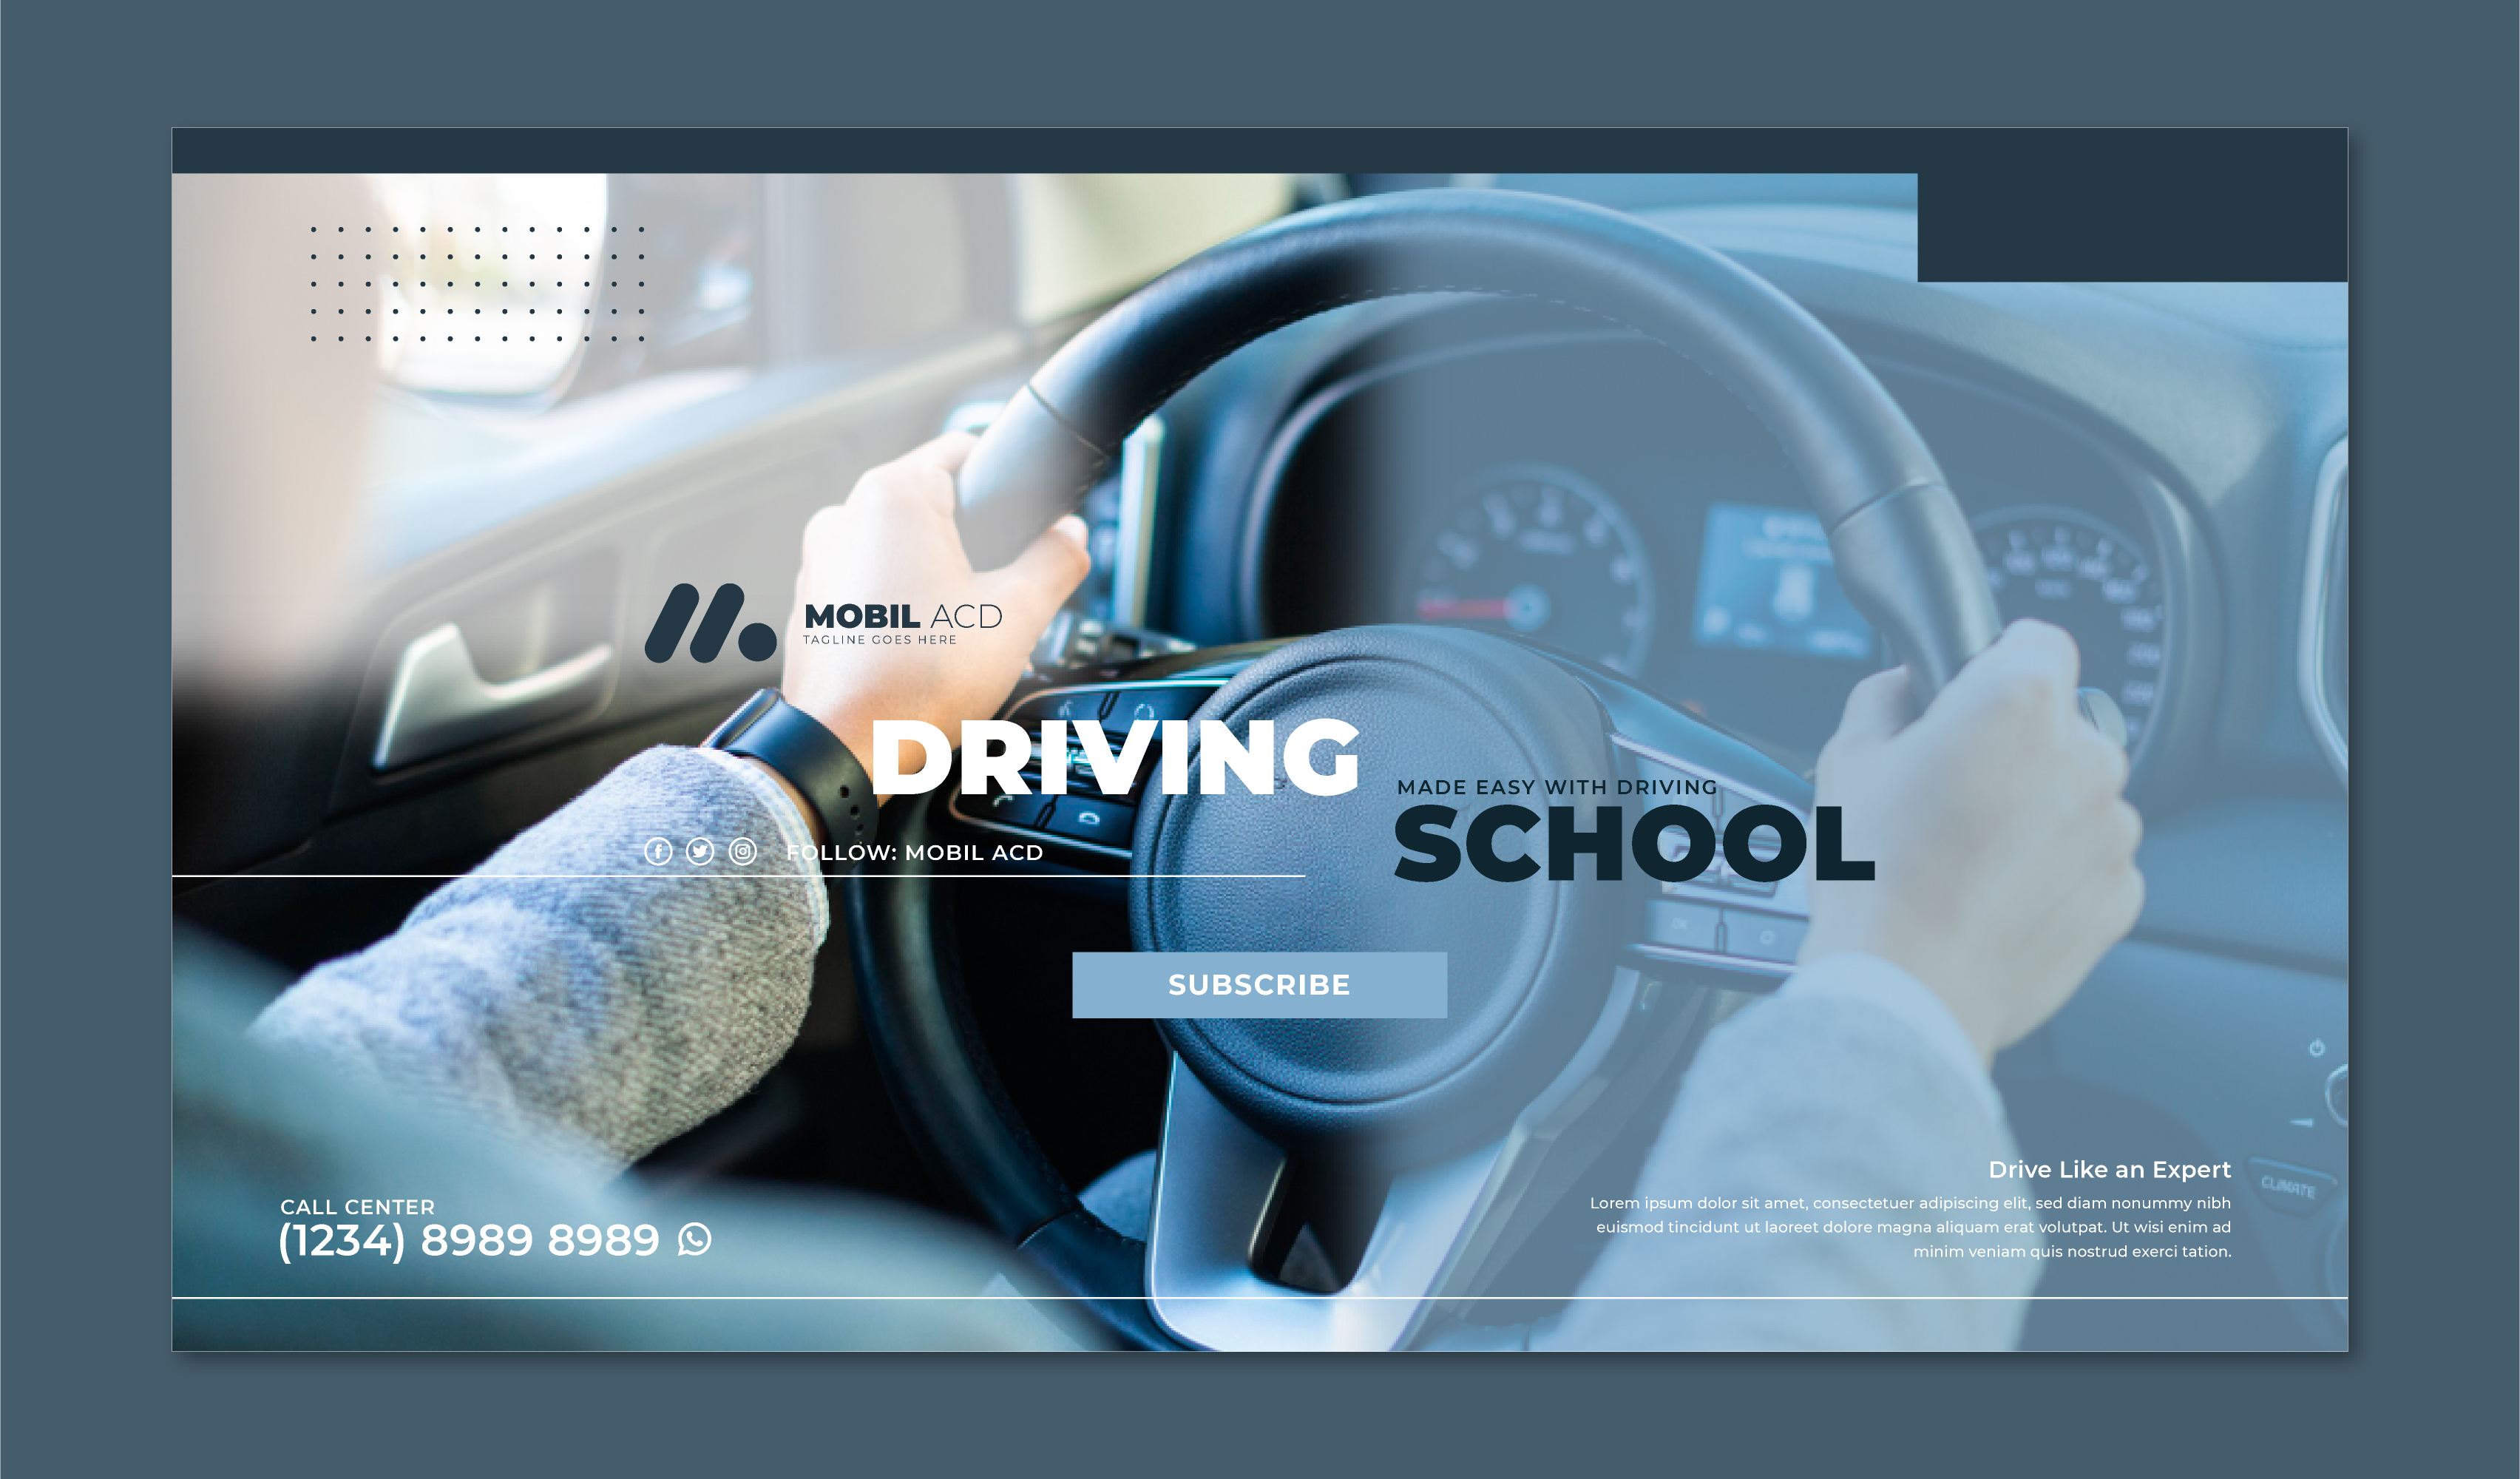 MOBIL ACD
TAGLINE GOES HERE
DRIVING
MADE EASY WITH DRIVING
SCHOOL
FOLLOW: MOBIL ACD
SUBSCRIBE
CALL CENTER
(1234) 8989 8989
Drive Like an Expert
Lorem ipsum dolor sit amet, consectetuer adipiscing elit, sed diam nonummy nibh
euismod tincidunt ut laoreet dolore magna aliquam erat volutpat. Ut wisi enim ad
minim veniam quis nostrud exerci tation.
CLIMATE